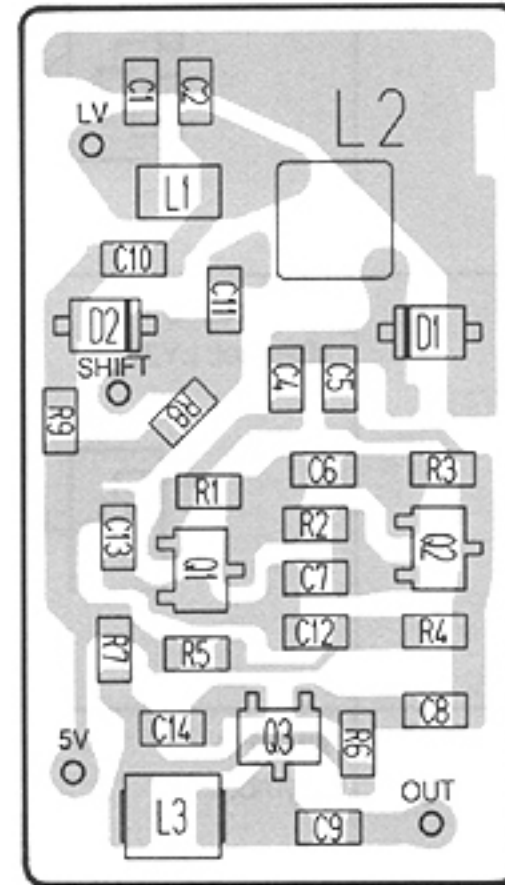 C1 C2
LV
L2
L1
C10
C11
D2
D1
SHIFT
C4 C5
R9
R8
C6 R3
R1
R2
C13
Q1
Q2
C7
C12 R4
R7
R5
C8
C14
Q3
R6
5V
OUT
L3
C9